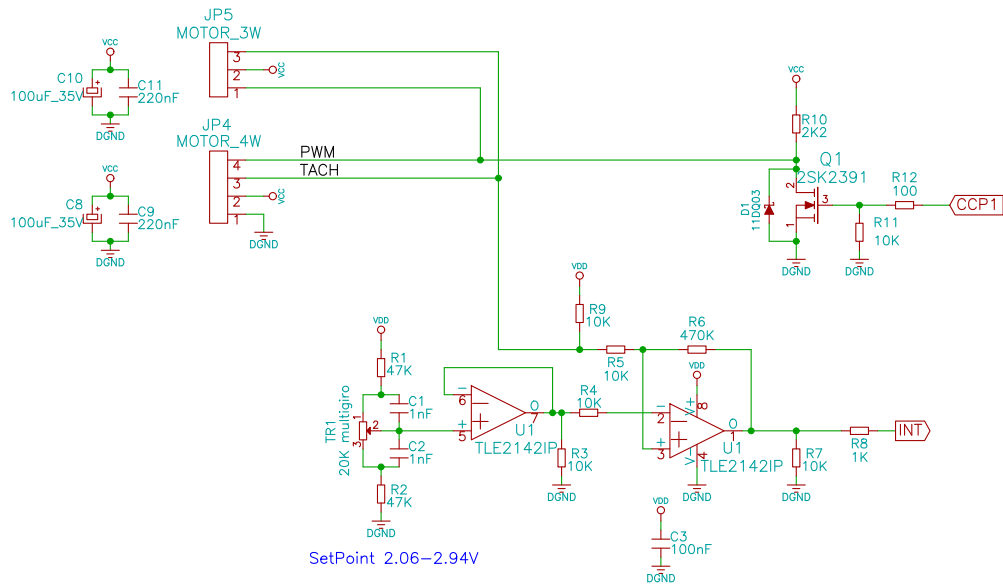 JP5
MOTOR_3W
3
2
1
VCC
VCC
C10
100uF_35V
C11
220nF
DGND
JP4
MOTOR_4W
4
3
2
1
PWM
TACH
VCC
DGND
VCC
C8
100uF_35V
C9
220nF
DGND
VCC
R10
2K2
Q1
2SK2391
2
3
1
D1
11DQ03
R12
100
CCP1
R11
10K
DGND
DGND
VDD
R9
10K
R5
10K
R6
470K
VDD
R1
47K
TR1
20K multigiro
1
2
3
C1
1nF
C2
1nF
R2
47K
DGND
-
6
+
5
O
7
U1
TLE2142IP
R4
10K
R3
10K
DGND
VDD
V+
8
-
2
+
3
O
1
V-
4
U1
TLE2142IP
DGND
R7
10K
DGND
R8
1K
INT
VDD
C3
100nF
DGND
SetPoint 2.06-2.94V